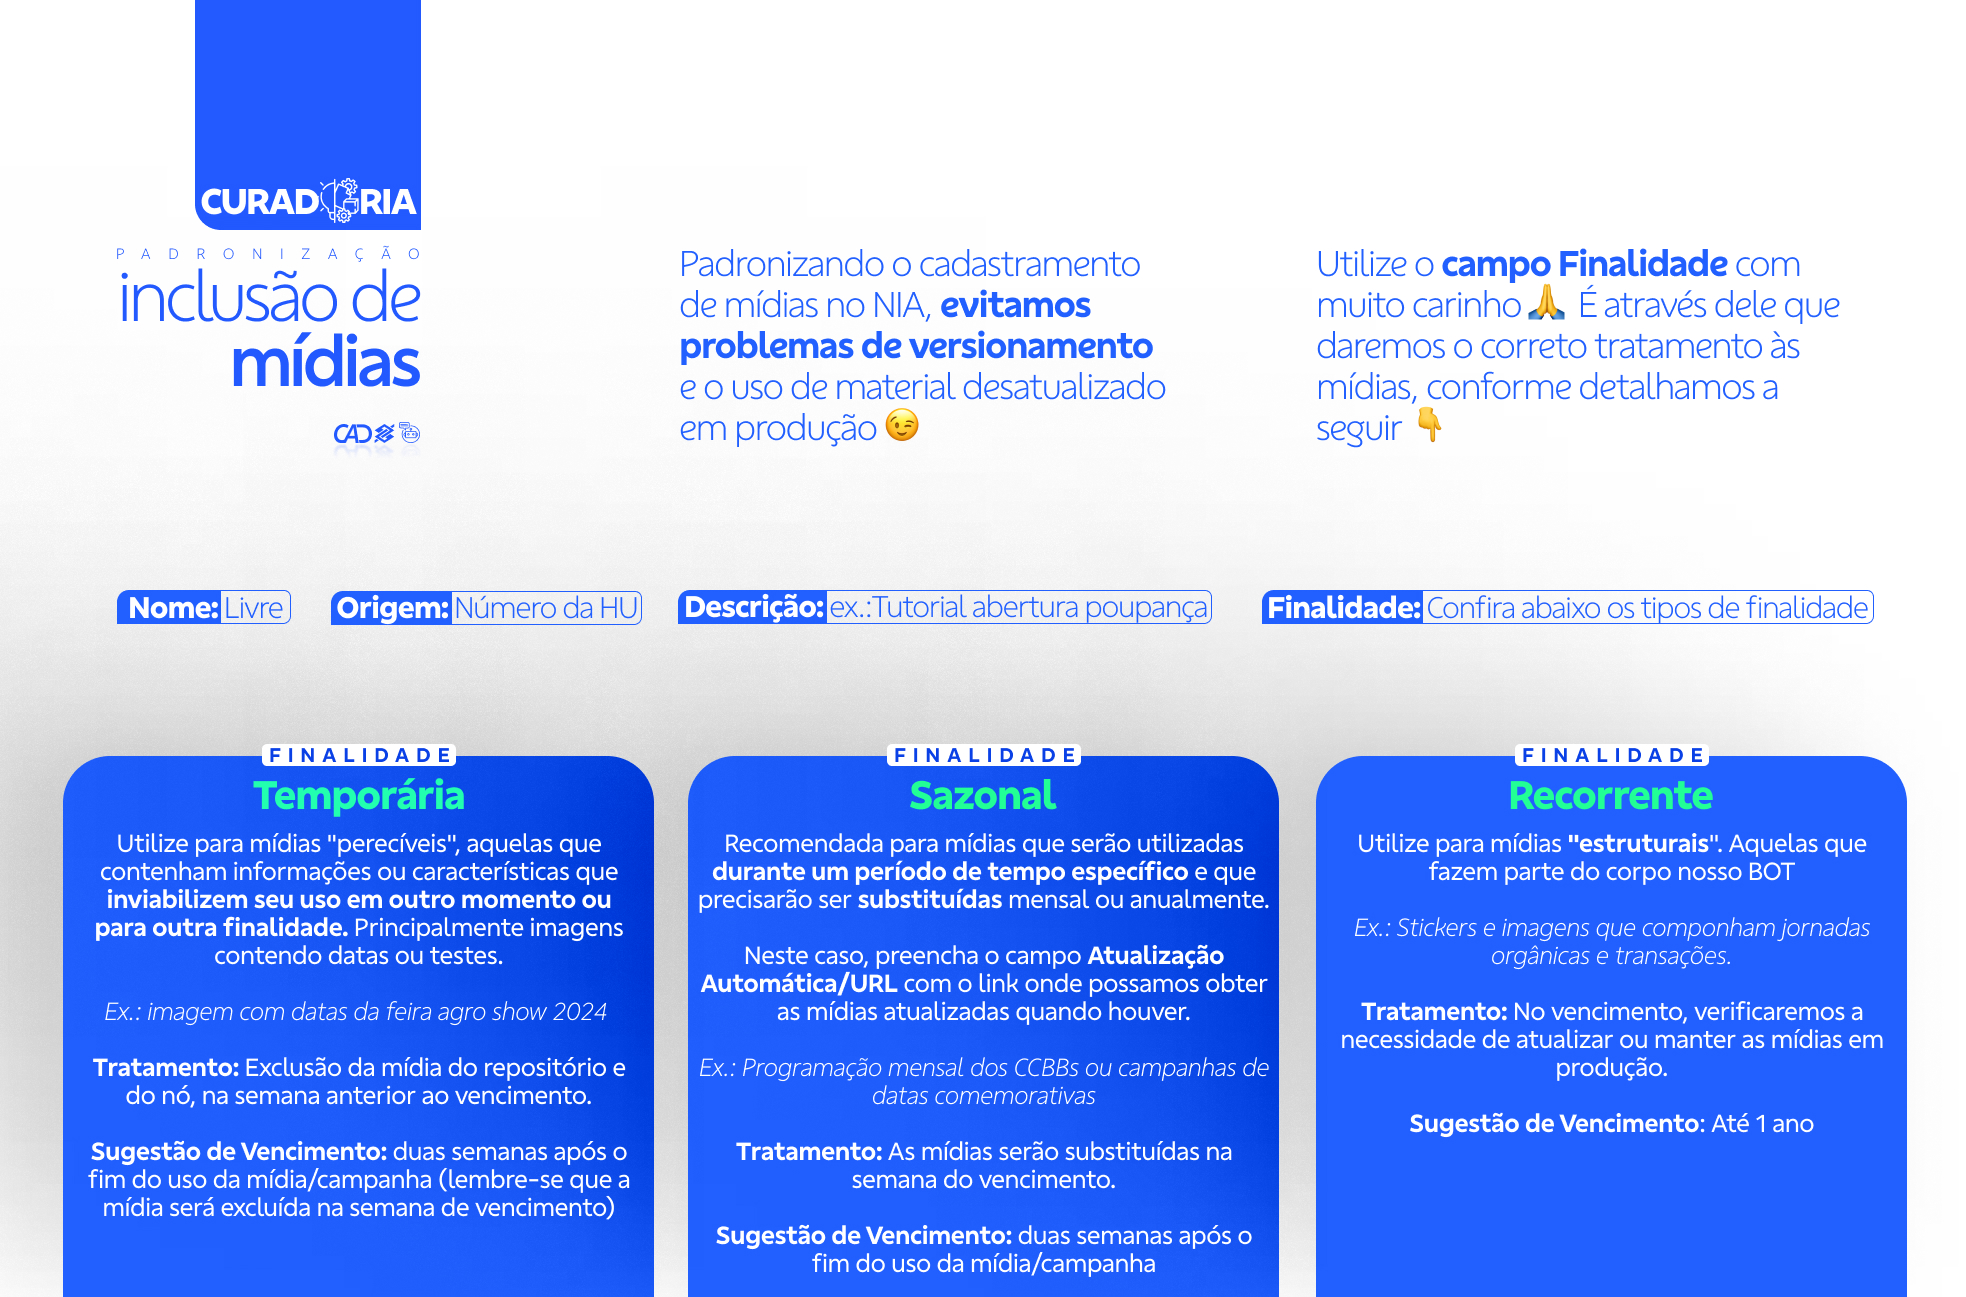 CURADORIA
PADRONIZAÇÃO
inclusão de
mídias
CAD
Padronizando o cadastramento
de mídias no NIA, evitamos
problemas de versionamento
e o uso de material desatualizado
em produção 😉
Utilize o campo Finalidade com
muito carinho 🙏 É através dele que
daremos o correto tratamento às
mídias, conforme detalhamos a
seguir 👇
Nome: Livre
Origem: Número da HU
Descrição: ex.:Tutorial abertura poupança
Finalidade: Confira abaixo os tipos de finalidade
FINALIDADE
Temporária
Utilize para mídias "perecíveis", aquelas que
contenham informações ou características que
inviabilizem seu uso em outro momento ou
para outra finalidade. Principalmente imagens
contendo datas ou testes.
Ex.: imagem com datas da feira agro show 2024
Tratamento: Exclusão da mídia do repositório e
do nó, na semana anterior ao vencimento.
Sugestão de Vencimento: duas semanas após o
fim do uso da mídia/campanha (lembre-se que a
mídia será excluída na semana de vencimento)
FINALIDADE
Sazonal
Recomendada para mídias que serão utilizadas
durante um período de tempo específico e que
precisarão ser substituídas mensal ou anualmente.
Neste caso, preencha o campo Atualização
Automática/URL com o link onde possamos obter
as mídias atualizadas quando houver.
Ex.: Programação mensal dos CCBBs ou campanhas de
datas comemorativas
Tratamento: As mídias serão substituídas na
semana do vencimento.
Sugestão de Vencimento: duas semanas após o
fim do uso da mídia/campanha
FINALIDADE
Recorrente
Utilize para mídias "estruturais". Aquelas que
fazem parte do corpo nosso BOT
Ex.: Stickers e imagens que componham jornadas
orgânicas e transações.
Tratamento: No vencimento, verificaremos a
necessidade de atualizar ou manter as mídias em
produção.
Sugestão de Vencimento: Até 1 ano